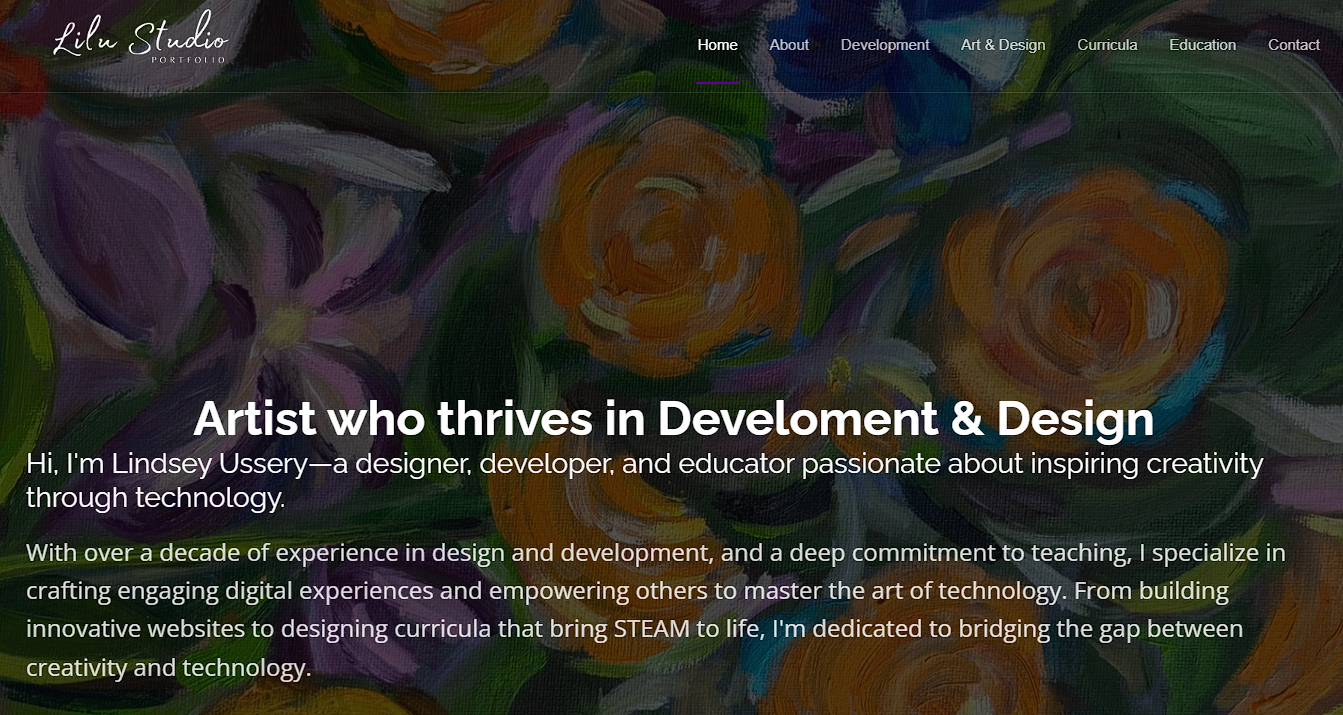 Lilu Studio
PORTFOLIO
Home About Development Art & Design Curricula Education Contact
Artist who thrives in Develoment & Design
Hi, I'm Lindsey Ussery—a designer, developer, and educator passionate about inspiring creativity
through technology.
With over a decade of experience in design and development, and a deep commitment to teaching, I specialize in
crafting engaging digital experiences and empowering others to master the art of technology. From building
innovative websites to designing curricula that bring STEAM to life, I'm dedicated to bridging the gap between
creativity and technology.